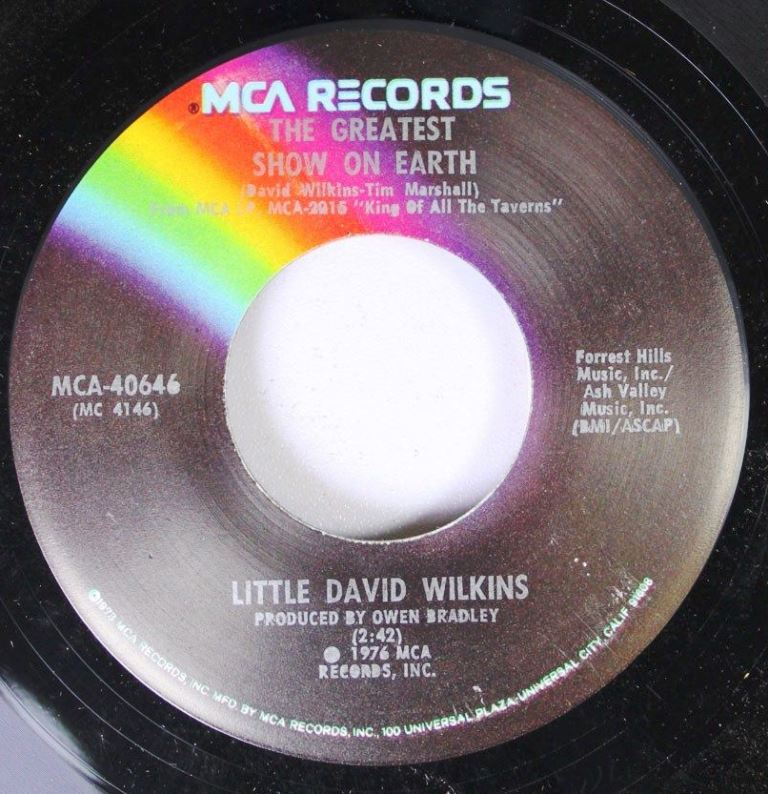 ® MCA RECORDS
THE GREATEST
SHOW ON EARTH
(David Wilkins-Tim Marshall)
From MCA LP MCA-2215 "King Of All The Taverns"
MCA-40646
(MC 4146)
Forrest Hills
Music, Inc./
Ash Valley
Music, Inc.
(BMI/ASCAP)
LITTLE DAVID WILKINS
PRODUCED BY OWEN BRADLEY
(2:42)
℗ 1976 MCA
RECORDS, INC.
©1973 MCA RECORDS, INC MFD BY MCA RECORDS, INC., 100 UNIVERSAL PLAZA, UNIVERSAL CITY, CALIF 91608